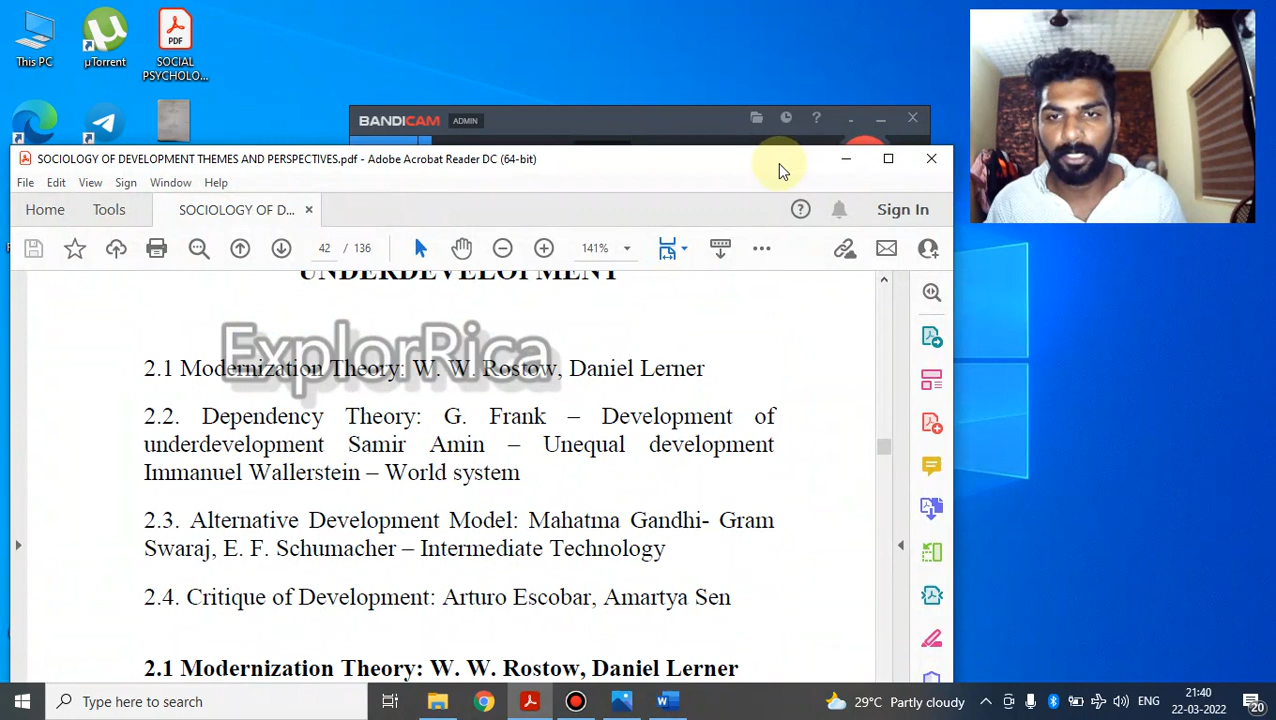 This PC
µTorrent
SOCIAL
PSYCHOLO...
PDF
BANDICAM ADMIN
SOCIOLOGY OF DEVELOPMENT THEMES AND PERSPECTIVES.pdf - Adobe Acrobat Reader DC (64-bit)
File Edit View Sign Window Help
Home Tools SOCIOLOGY OF D... × Sign In
42 / 136 141%
UNDERDEVELOPMENT
ExplorRica
2.1 Modernization Theory: W. W. Rostow, Daniel Lerner
2.2. Dependency Theory: G. Frank – Development of
underdevelopment Samir Amin – Unequal development
Immanuel Wallerstein – World system
2.3. Alternative Development Model: Mahatma Gandhi- Gram
Swaraj, E. F. Schumacher – Intermediate Technology
2.4. Critique of Development: Arturo Escobar, Amartya Sen
2.1 Modernization Theory: W. W. Rostow, Daniel Lerner
Type here to search
29°C Partly cloudy
ENG
21:40
22-03-2022
20